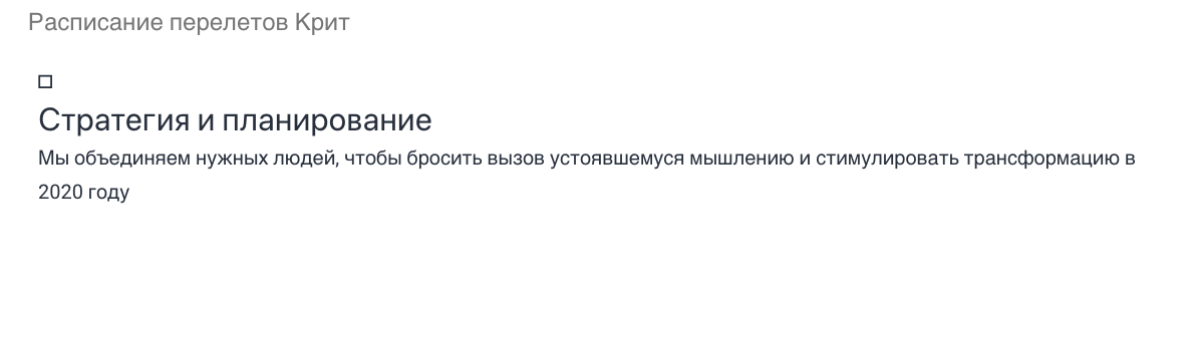 Расписание перелетов Крит
Стратегия и планирование
Мы объединяем нужных людей, чтобы бросить вызов устоявшемуся мышлению и стимулировать трансформацию в
2020 году